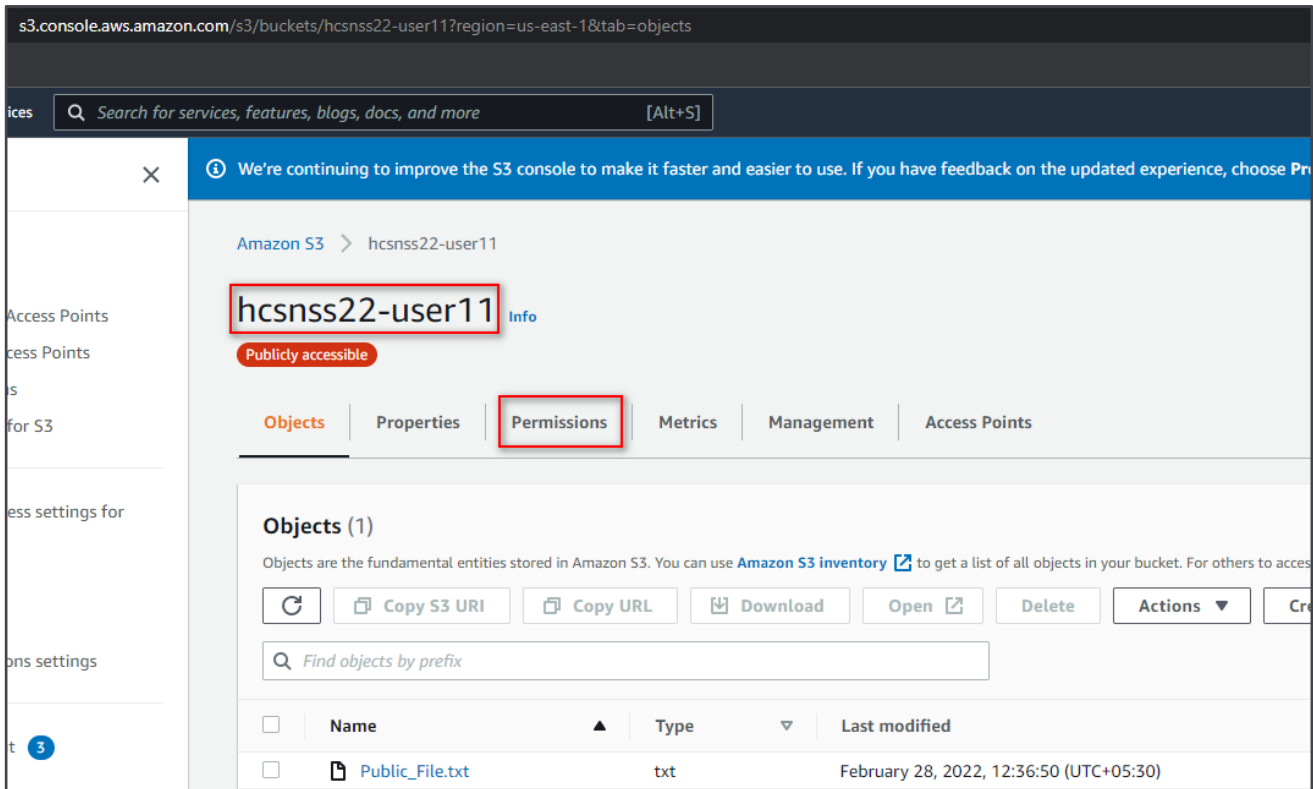 s3.console.aws.amazon.com/s3/buckets/hcsnss22-user11?region=us-east-1&tab=objects
ices
Search for services, features, blogs, docs, and more [Alt+S]
We're continuing to improve the S3 console to make it faster and easier to use. If you have feedback on the updated experience, choose Pr
Amazon S3 > hcsnss22-user11
hcsnss22-user11 Info
Publicly accessible
Access Points
cess Points
for S3
ess settings for
ons settings
t 3
Objects Properties Permissions Metrics Management Access Points
Objects (1)
Objects are the fundamental entities stored in Amazon S3. You can use Amazon S3 inventory to get a list of all objects in your bucket. For others to acces
Copy S3 URI Copy URL Download Open Delete Actions Cre
Find objects by prefix
Name Type Last modified
Public_File.txt txt February 28, 2022, 12:36:50 (UTC+05:30)